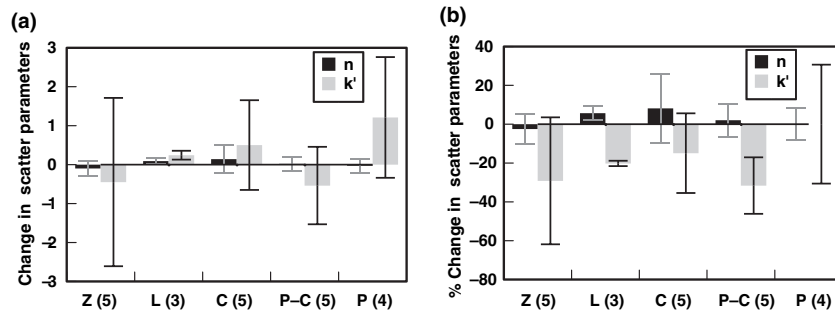 (a)
Change in scatter parameters
3
2
1
0
–1
–2
–3
n
k'
Z (5)
L (3)
C (5)
P–C (5)
P (4)
(b)
% Change in scatter parameters
40
20
0
–20
–40
–60
–80
n
k'
Z (5)
L (3)
C (5)
P–C (5)
P (4)